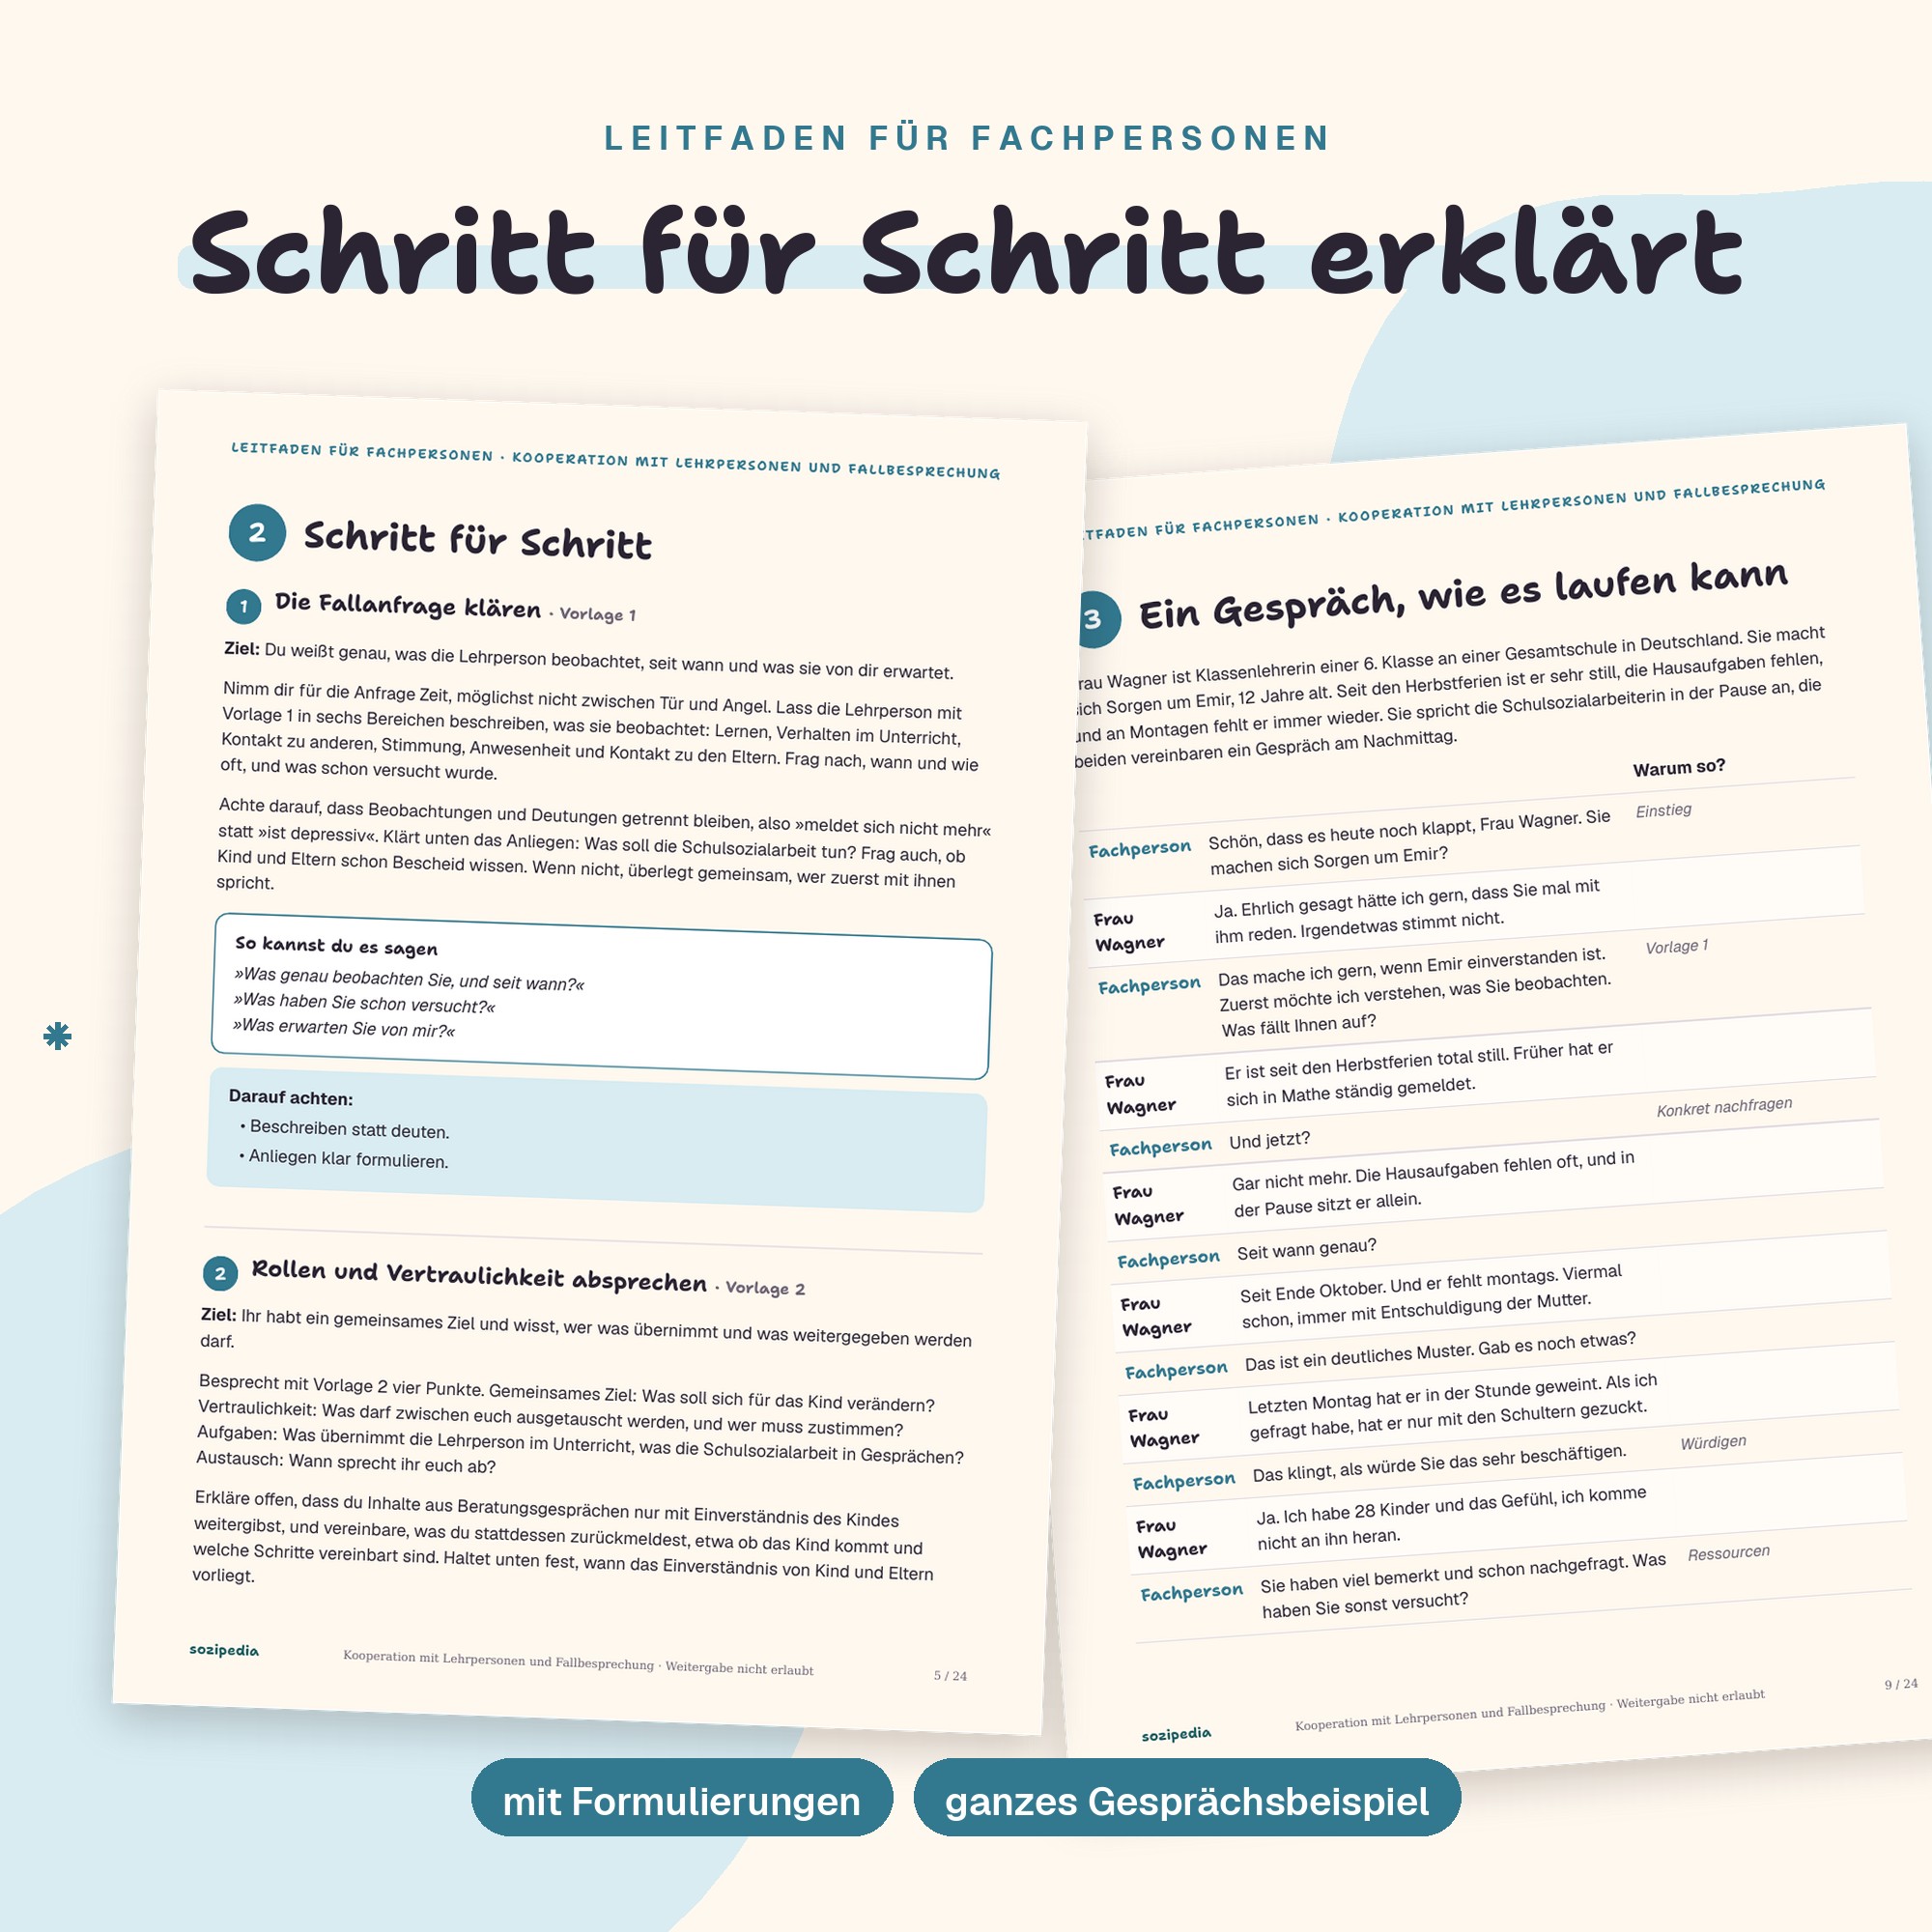 LEITFADEN FÜR FACHPERSONEN
Schritt für Schritt erklärt
LEITFADEN FÜR FACHPERSONEN · KOOPERATION MIT LEHRPERSONEN UND FALLBESPRECHUNG
2 Schritt für Schritt
1 Die Fallanfrage klären · Vorlage 1
Ziel: Du weißt genau, was die Lehrperson beobachtet, seit wann und was sie von dir erwartet.
Nimm dir für die Anfrage Zeit, möglichst nicht zwischen Tür und Angel. Lass die Lehrperson mit
Vorlage 1 in sechs Bereichen beschreiben, was sie beobachtet: Lernen, Verhalten im Unterricht,
Kontakt zu anderen, Stimmung, Anwesenheit und Kontakt zu den Eltern. Frag nach, wann und wie
oft, und was schon versucht wurde.
Achte darauf, dass Beobachtungen und Deutungen getrennt bleiben, also »meldet sich nicht mehr«
statt »ist depressiv«. Klärt unten das Anliegen: Was soll die Schulsozialarbeit tun? Frag auch, ob
Kind und Eltern schon Bescheid wissen. Wenn nicht, überlegt gemeinsam, wer zuerst mit ihnen
spricht.
So kannst du es sagen
»Was genau beobachten Sie, und seit wann?«
»Was haben Sie schon versucht?«
»Was erwarten Sie von mir?«
Darauf achten:
• Beschreiben statt deuten.
• Anliegen klar formulieren.
2 Rollen und Vertraulichkeit absprechen · Vorlage 2
Ziel: Ihr habt ein gemeinsames Ziel und wisst, wer was übernimmt und was weitergegeben werden
darf.
Besprecht mit Vorlage 2 vier Punkte. Gemeinsames Ziel: Was soll sich für das Kind verändern?
Vertraulichkeit: Was darf zwischen euch ausgetauscht werden, und wer muss zustimmen?
Aufgaben: Was übernimmt die Lehrperson im Unterricht, was die Schulsozialarbeit in Gesprächen?
Austausch: Wann sprecht ihr euch ab?
Erkläre offen, dass du Inhalte aus Beratungsgesprächen nur mit Einverständnis des Kindes
weitergibst, und vereinbare, was du stattdessen zurückmeldest, etwa ob das Kind kommt und
welche Schritte vereinbart sind. Haltet unten fest, wann das Einverständnis von Kind und Eltern
vorliegt.
sozipedia Kooperation mit Lehrpersonen und Fallbesprechung · Weitergabe nicht erlaubt 5 / 24
TFADEN FÜR FACHPERSONEN · KOOPERATION MIT LEHRPERSONEN UND FALLBESPRECHUNG
3 Ein Gespräch, wie es laufen kann
rau Wagner ist Klassenlehrerin einer 6. Klasse an einer Gesamtschule in Deutschland. Sie macht
ich Sorgen um Emir, 12 Jahre alt. Seit den Herbstferien ist er sehr still, die Hausaufgaben fehlen,
und an Montagen fehlt er immer wieder. Sie spricht die Schulsozialarbeiterin in der Pause an, die
beiden vereinbaren ein Gespräch am Nachmittag.
Warum so?
Fachperson Schön, dass es heute noch klappt, Frau Wagner. Sie Einstieg
machen sich Sorgen um Emir?
Frau Ja. Ehrlich gesagt hätte ich gern, dass Sie mal mit
Wagner ihm reden. Irgendetwas stimmt nicht.
Fachperson Das mache ich gern, wenn Emir einverstanden ist. Vorlage 1
Zuerst möchte ich verstehen, was Sie beobachten.
Was fällt Ihnen auf?
Frau Er ist seit den Herbstferien total still. Früher hat er
Wagner sich in Mathe ständig gemeldet.
Fachperson Und jetzt? Konkret nachfragen
Frau Gar nicht mehr. Die Hausaufgaben fehlen oft, und in
Wagner der Pause sitzt er allein.
Fachperson Seit wann genau?
Frau Seit Ende Oktober. Und er fehlt montags. Viermal
Wagner schon, immer mit Entschuldigung der Mutter.
Fachperson Das ist ein deutliches Muster. Gab es noch etwas?
Frau Letzten Montag hat er in der Stunde geweint. Als ich
Wagner gefragt habe, hat er nur mit den Schultern gezuckt.
Fachperson Das klingt, als würde Sie das sehr beschäftigen. Würdigen
Frau Ja. Ich habe 28 Kinder und das Gefühl, ich komme
Wagner nicht an ihn heran.
Fachperson Sie haben viel bemerkt und schon nachgefragt. Was Ressourcen
haben Sie sonst versucht?
sozipedia Kooperation mit Lehrpersonen und Fallbesprechung · Weitergabe nicht erlaubt 9 / 24
mit Formulierungen
ganzes Gesprächsbeispiel